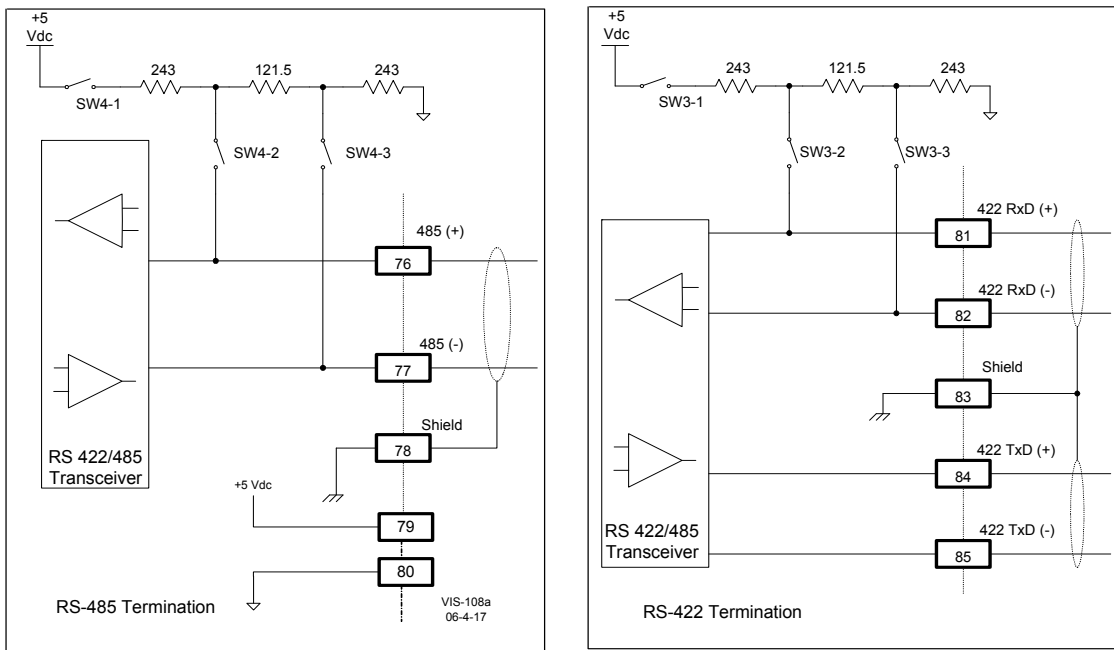 +5
Vdc
243
121.5
243
SW4-1
SW4-2
SW4-3
485 (+)
76
485 (-)
77
Shield
78
RS 422/485
Transceiver
+5 Vdc
79
80
RS-485 Termination
VIS-108a
06-4-17
+5
Vdc
243
121.5
243
SW3-1
SW3-2
SW3-3
422 RxD (+)
81
422 RxD (-)
82
Shield
83
422 TxD (+)
84
RS 422/485
Transceiver
422 TxD (-)
85
RS-422 Termination